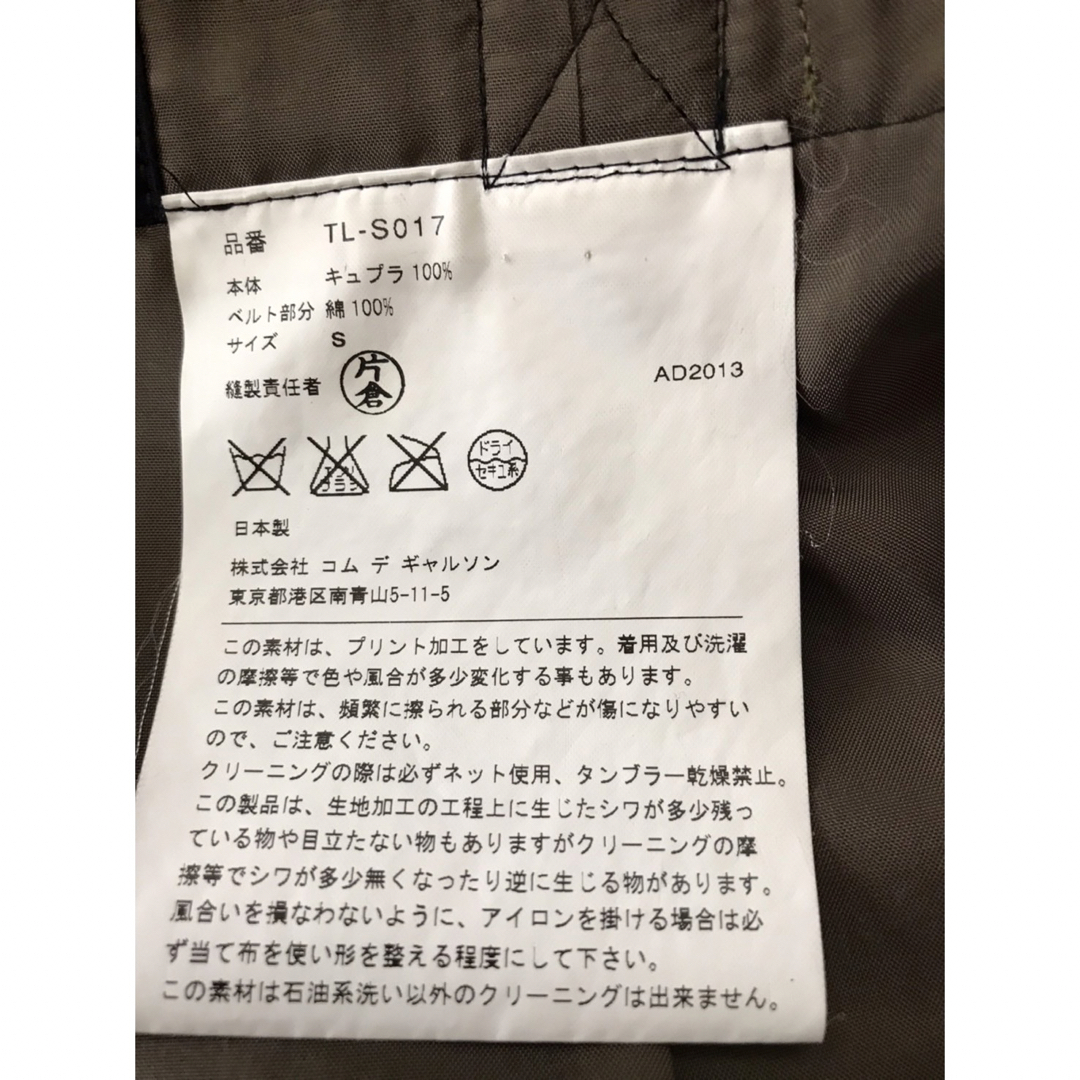 品番 TL-S017
本体 キュプラ 100%
ベルト部分 綿 100%
サイズ S
縫製責任者 片倉
AD2013
エンソ
サラシ
ドライ
セキユ系
日本製
株式会社 コム デ ギャルソン
東京都港区南青山5-11-5
この素材は、プリント加工をしています。着用及び洗濯
の摩擦等で色や風合が多少変化する事もあります。
この素材は、頻繁に擦られる部分などが傷になりやすい
ので、ご注意ください。
クリーニングの際は必ずネット使用、タンブラー乾燥禁止。
この製品は、生地加工の工程上に生じたシワが多少残っ
ている物や目立たない物もありますがクリーニングの摩
擦等でシワが多少無くなったり逆に生じる物があります。
風合いを損なわないように、アイロンを掛ける場合は必
ず当て布を使い形を整える程度にして下さい。
この素材は石油系洗い以外のクリーニングは出来ません。